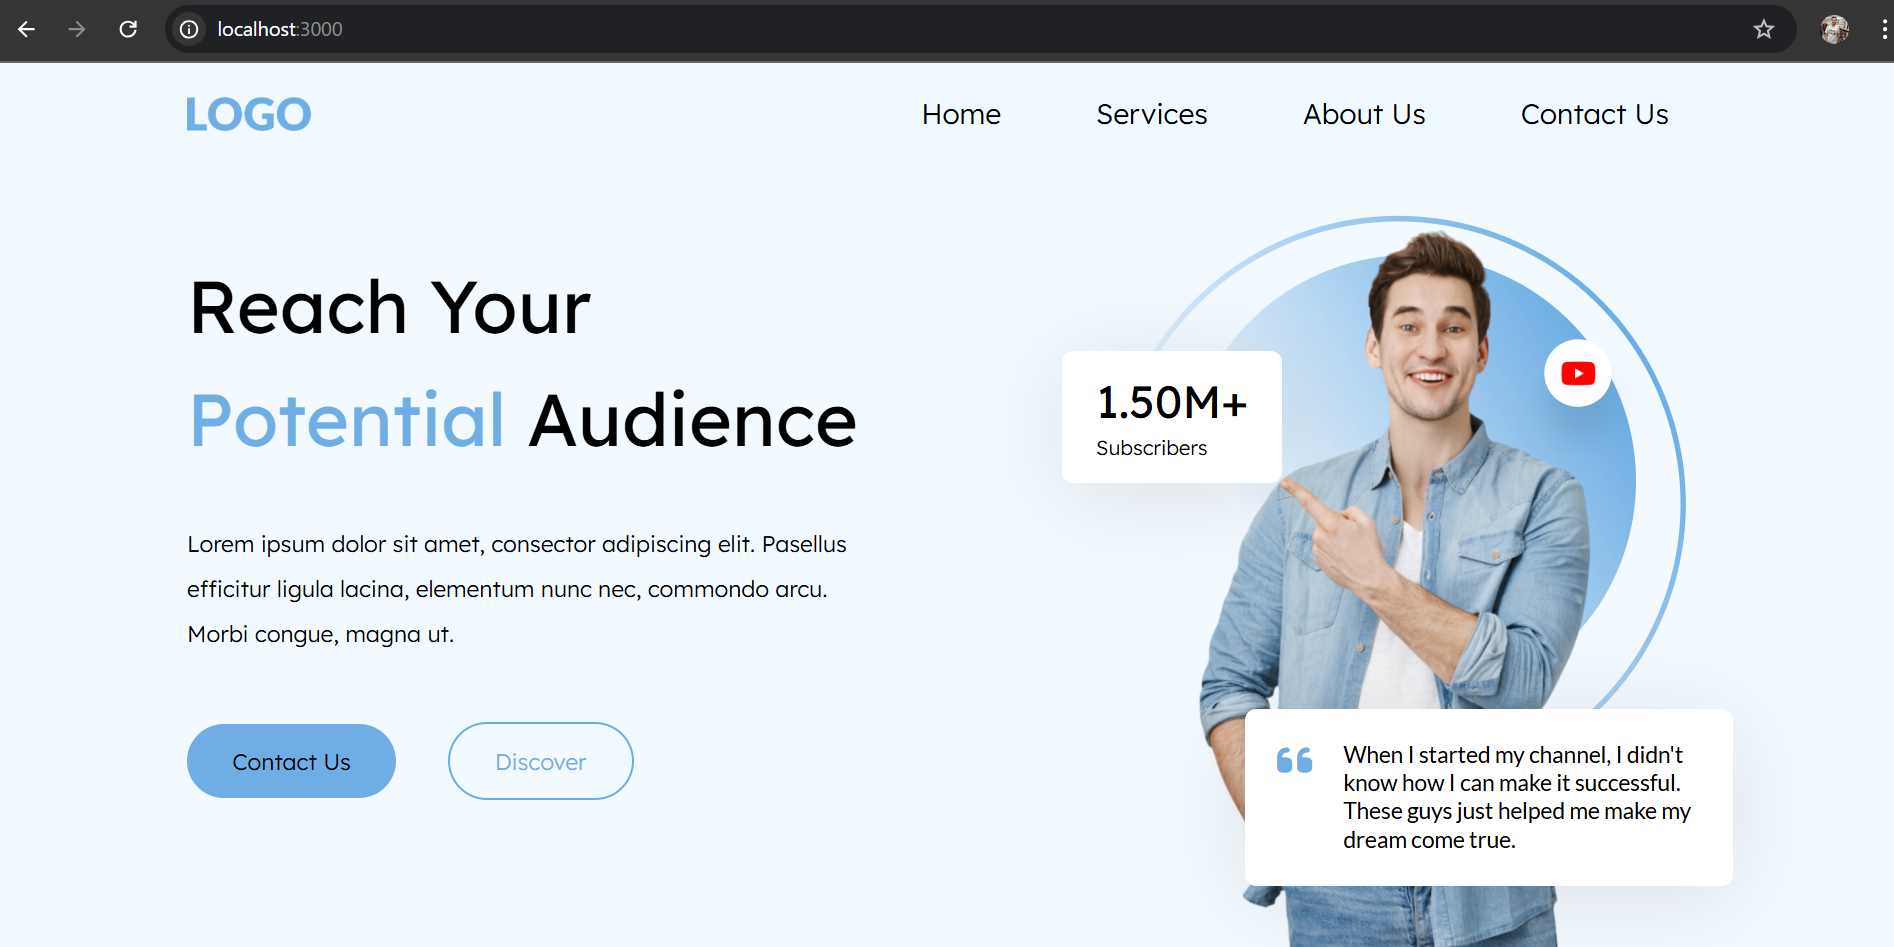 localhost:3000
LOGO
Home Services About Us Contact Us
Reach Your
Potential Audience
Lorem ipsum dolor sit amet, consector adipiscing elit. Pasellus
efficitur ligula lacina, elementum nunc nec, commondo arcu.
Morbi congue, magna ut.
Contact Us Discover
1.50M+
Subscribers
When I started my channel, I didn't
know how I can make it successful.
These guys just helped me make my
dream come true.